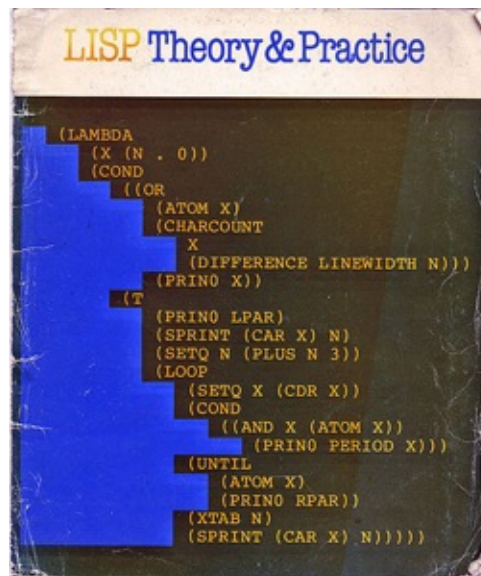 LISP Theory & Practice
(LAMBDA
(X (N . 0))
(COND
((OR
(ATOM X)
(CHARCOUNT
X
(DIFFERENCE LINEWIDTH N)))
(PRIN0 X))
(T
(PRIN0 LPAR)
(SPRINT (CAR X) N)
(SETQ N (PLUS N 3))
(LOOP
(SETQ X (CDR X))
(COND
((AND X (ATOM X))
(PRIN0 PERIOD X)))
(UNTIL
(ATOM X)
(PRIN0 RPAR))
(XTAB N)
(SPRINT (CAR X) N)))))